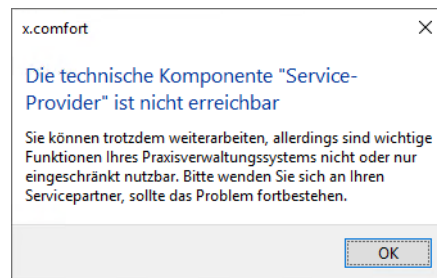 x.comfort
Die technische Komponente "Service-
Provider" ist nicht erreichbar
Sie können trotzdem weiterarbeiten, allerdings sind wichtige
Funktionen Ihres Praxisverwaltungssystems nicht oder nur
eingeschränkt nutzbar. Bitte wenden Sie sich an Ihren
Servicepartner, sollte das Problem fortbestehen.
OK